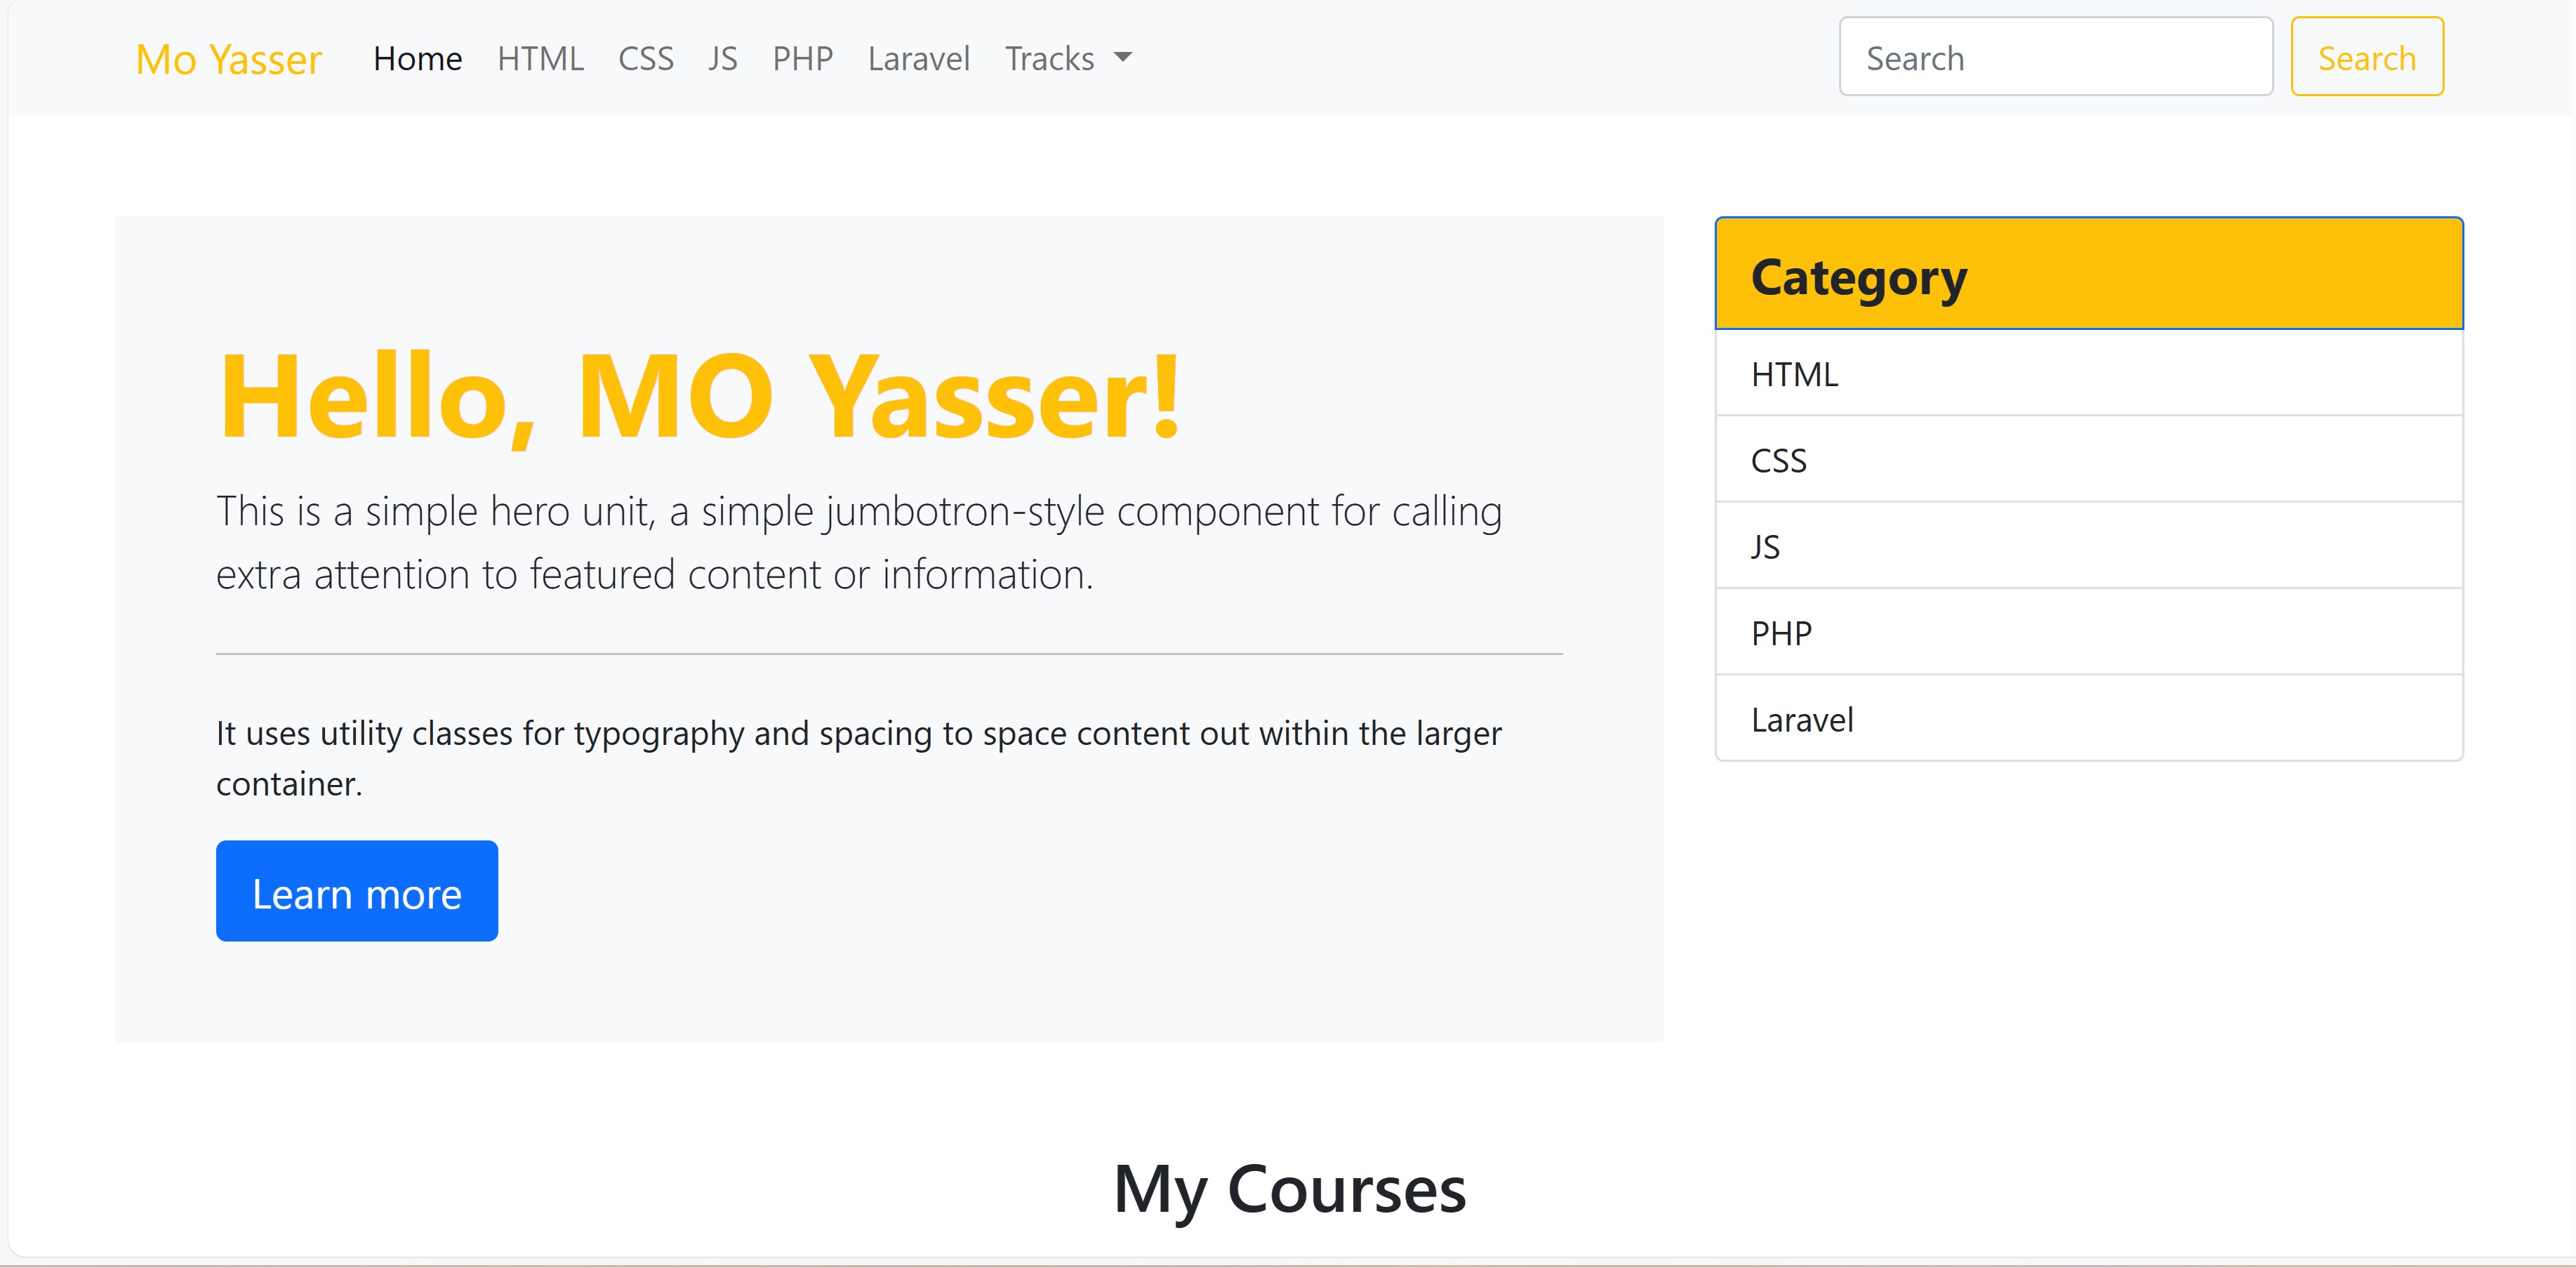 Mo Yasser Home HTML CSS JS PHP Laravel Tracks Search Search
Hello, MO Yasser!
This is a simple hero unit, a simple jumbotron-style component for calling
extra attention to featured content or information.
It uses utility classes for typography and spacing to space content out within the larger
container.
Learn more
Category
HTML
CSS
JS
PHP
Laravel
My Courses